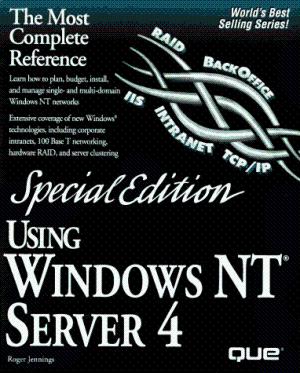 The Most
Complete
Reference
World's Best
Selling Series!
Learn how to plan, budget, install,
and manage single- and multi-domain
Windows NT networks
Extensive coverage of new Windows®
technologies, including corporate
intranets, 100 Base T networking,
hardware RAID, and server clustering
RAID
BACKOFFICE
IIS
INTRANET
TCP/IP
Special Edition
USING
WINDOWS NT®
SERVER 4
Roger Jennings
QUE®